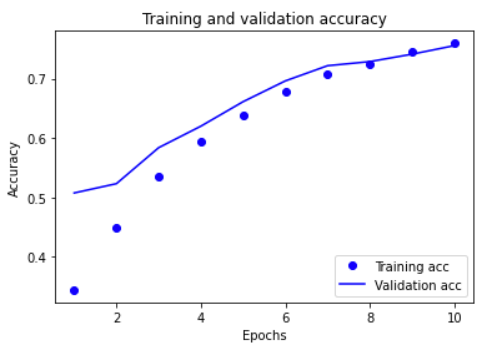 Training and validation accuracy
Accuracy
0.7
0.6
0.5
0.4
Training acc
Validation acc
2
4
6
8
10
Epochs